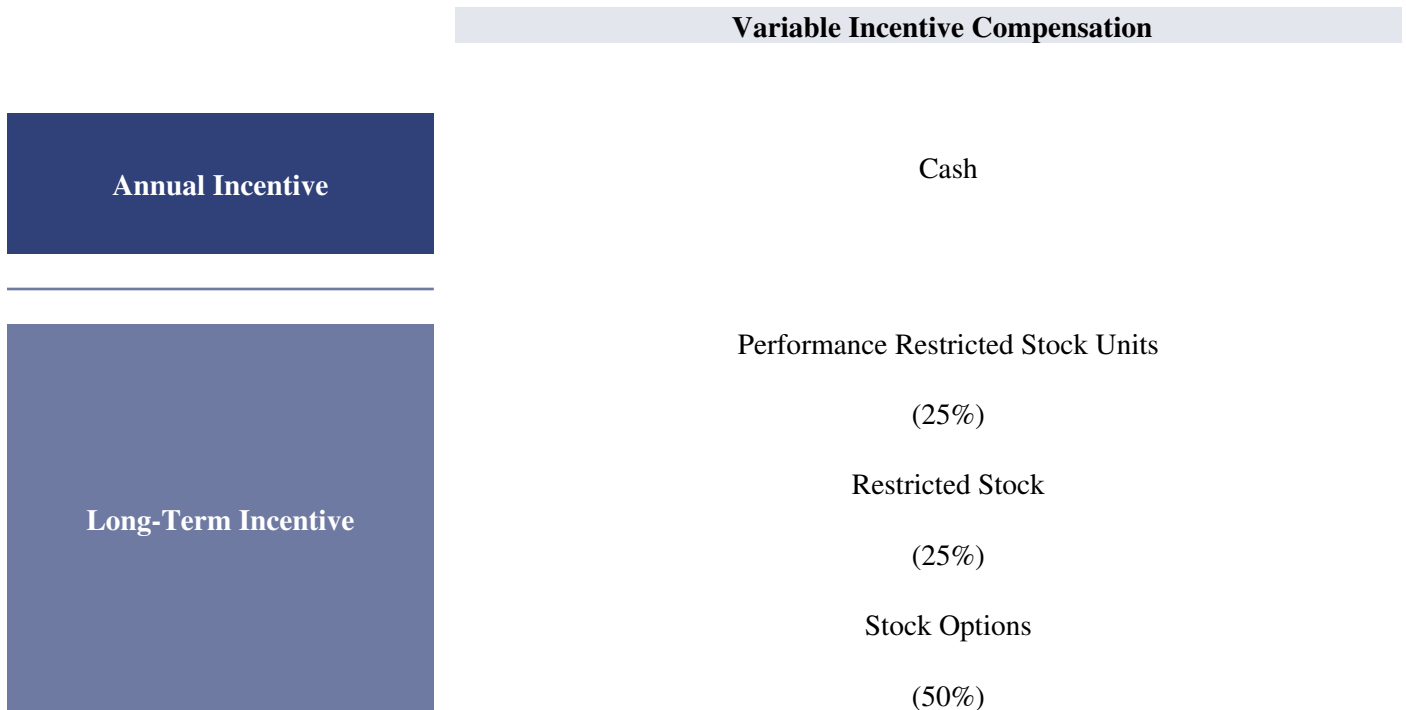 Variable Incentive Compensation
Annual Incentive
Cash
Long-Term Incentive
Performance Restricted Stock Units
(25%)
Restricted Stock
(25%)
Stock Options
(50%)